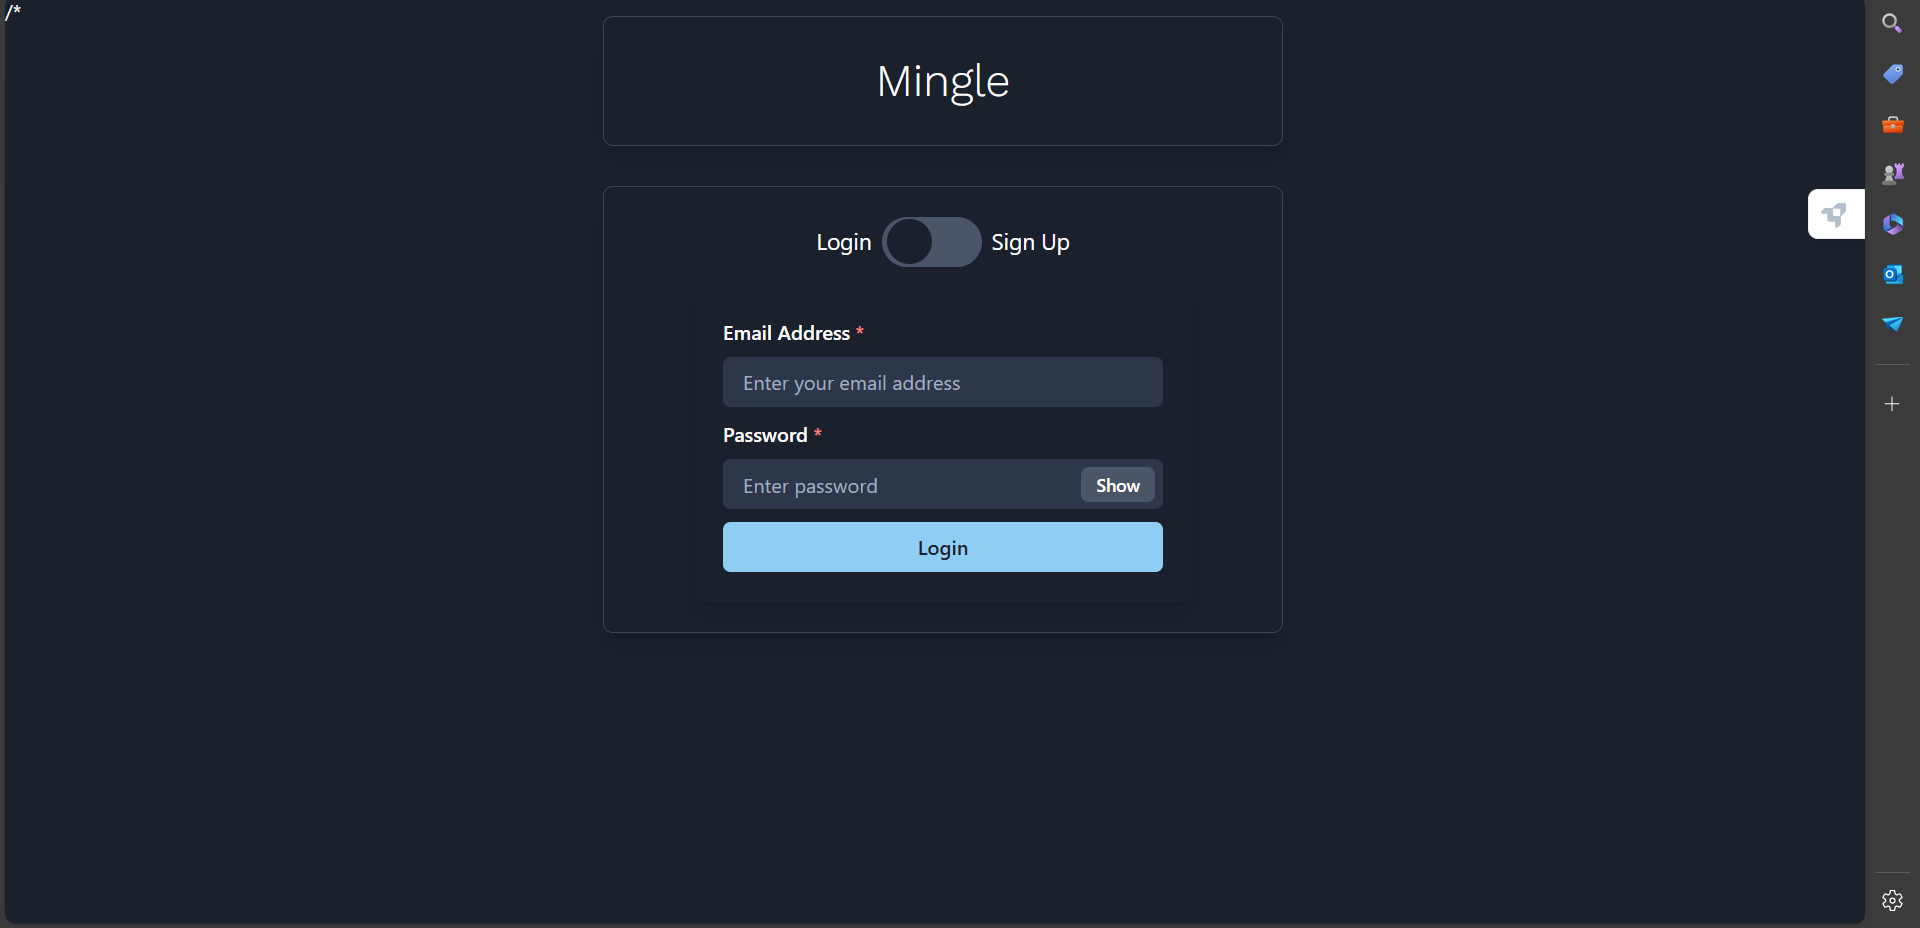 /*
Mingle
Login Sign Up
Email Address *
Enter your email address
Password *
Enter password Show
Login